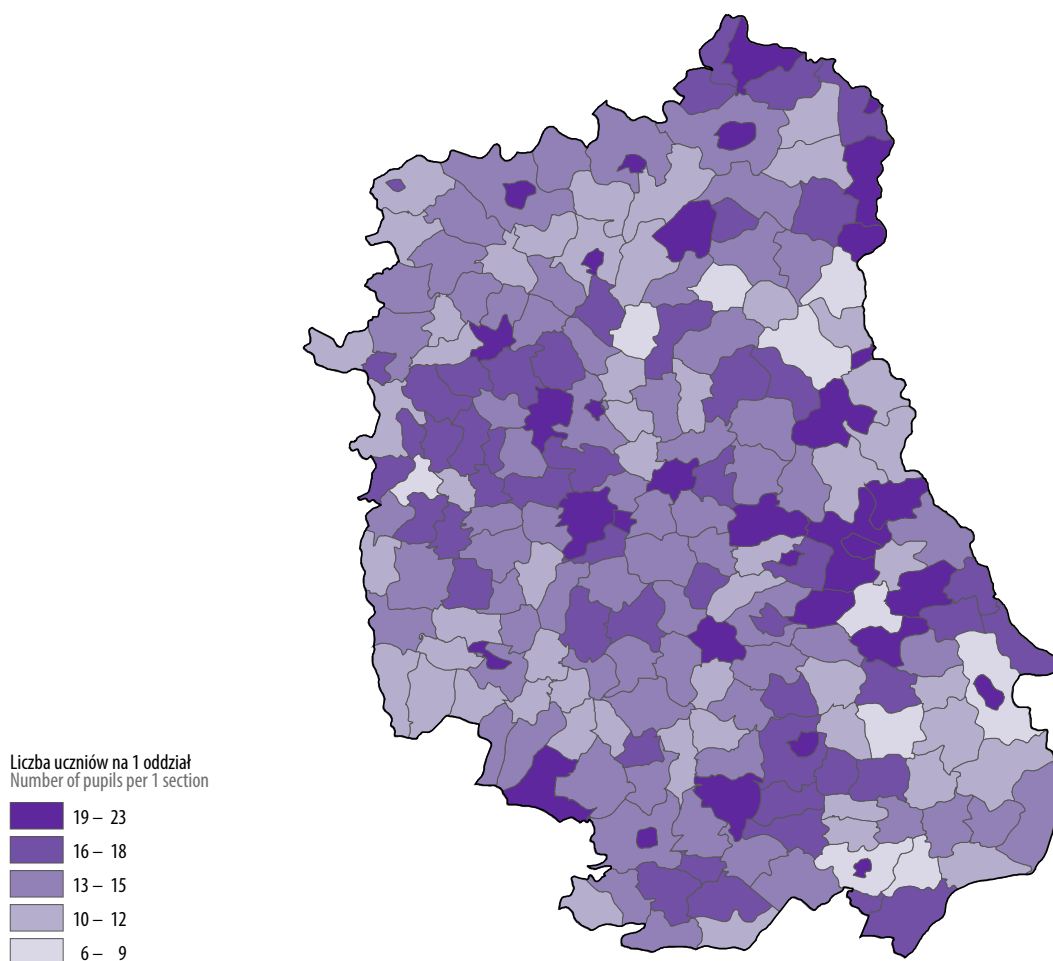 Liczba uczniów na 1 oddział
Number of pupils per 1 section
19 – 23
16 – 18
13 – 15
10 – 12
6 – 9